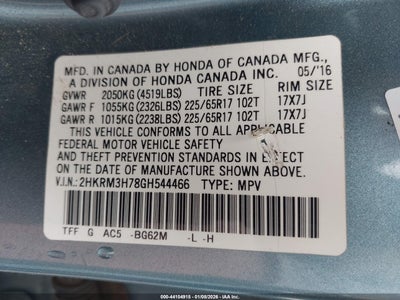 MFD. IN CANADA BY HONDA OF CANADA MFG.,
A DIVISION OF HONDA CANADA INC. 05/'16
GVWR 2050KG (4519LBS) TIRE SIZE RIM SIZE
GAWR F 1055KG (2326LBS) 225/65R17 102T 17X7J
GAWR R 1015KG (2238LBS) 225/65R17 102T 17X7J
THIS VEHICLE CONFORMS TO ALL APPLICABLE
FEDERAL MOTOR VEHICLE SAFETY
AND THEFT PREVENTION STANDARDS IN EFFECT
ON THE DATE OF MANUFACTURE SHOWN ABOVE.
V.I.N.: 2HKRM3H78GH544466 TYPE: MPV
TFF G AC5 -BG62M -L -H
000-44104915 - 01/08/2026 - IAA Inc.